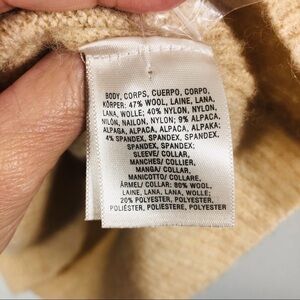 BODY, CORPS, CUERPO, CORPO,
KÖRPER: 47% WOOL, LAINE, LANA,
LANA, WOLLE; 40% NYLON, NYLON,
NILÓN, NAILON, NYLON; 9% ALPACA,
ALPAGA, ALPACA, ALPACA, ALPAKA;
4% SPANDEX, SPANDEX, SPANDEX,
SPANDEX, SPANDEX;
SLEEVE/ COLLAR,
MANCHES/ COLLIER,
MANGA/ COLLAR,
MANICOTTO/ COLLARE,
ÄRMEL/ COLLAR: 80% WOOL,
LAINE, LANA, LANA, WOLLE;
20% POLYESTER, POLYESTER,
POLIÉSTER, POLIESTERE, POLYESTER